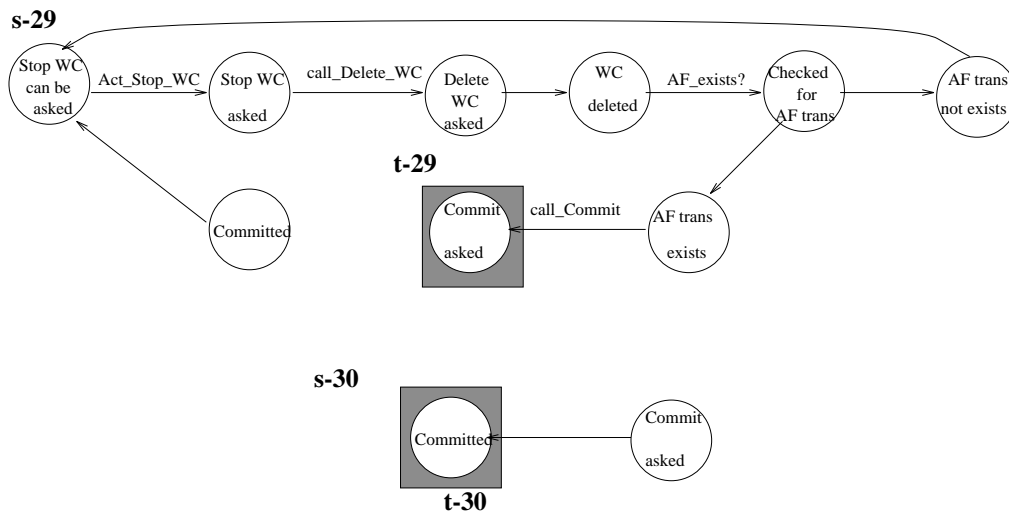 s-29
Stop WC
can be
asked
Act_Stop_WC
Stop WC
asked
call_Delete_WC
Delete
WC
asked
WC
deleted
AF_exists?
Checked
for
AF trans
AF trans
not exists
t-29
Committed
Commit
asked
call_Commit
AF trans
exists
s-30
Committed
Commit
asked
t-30